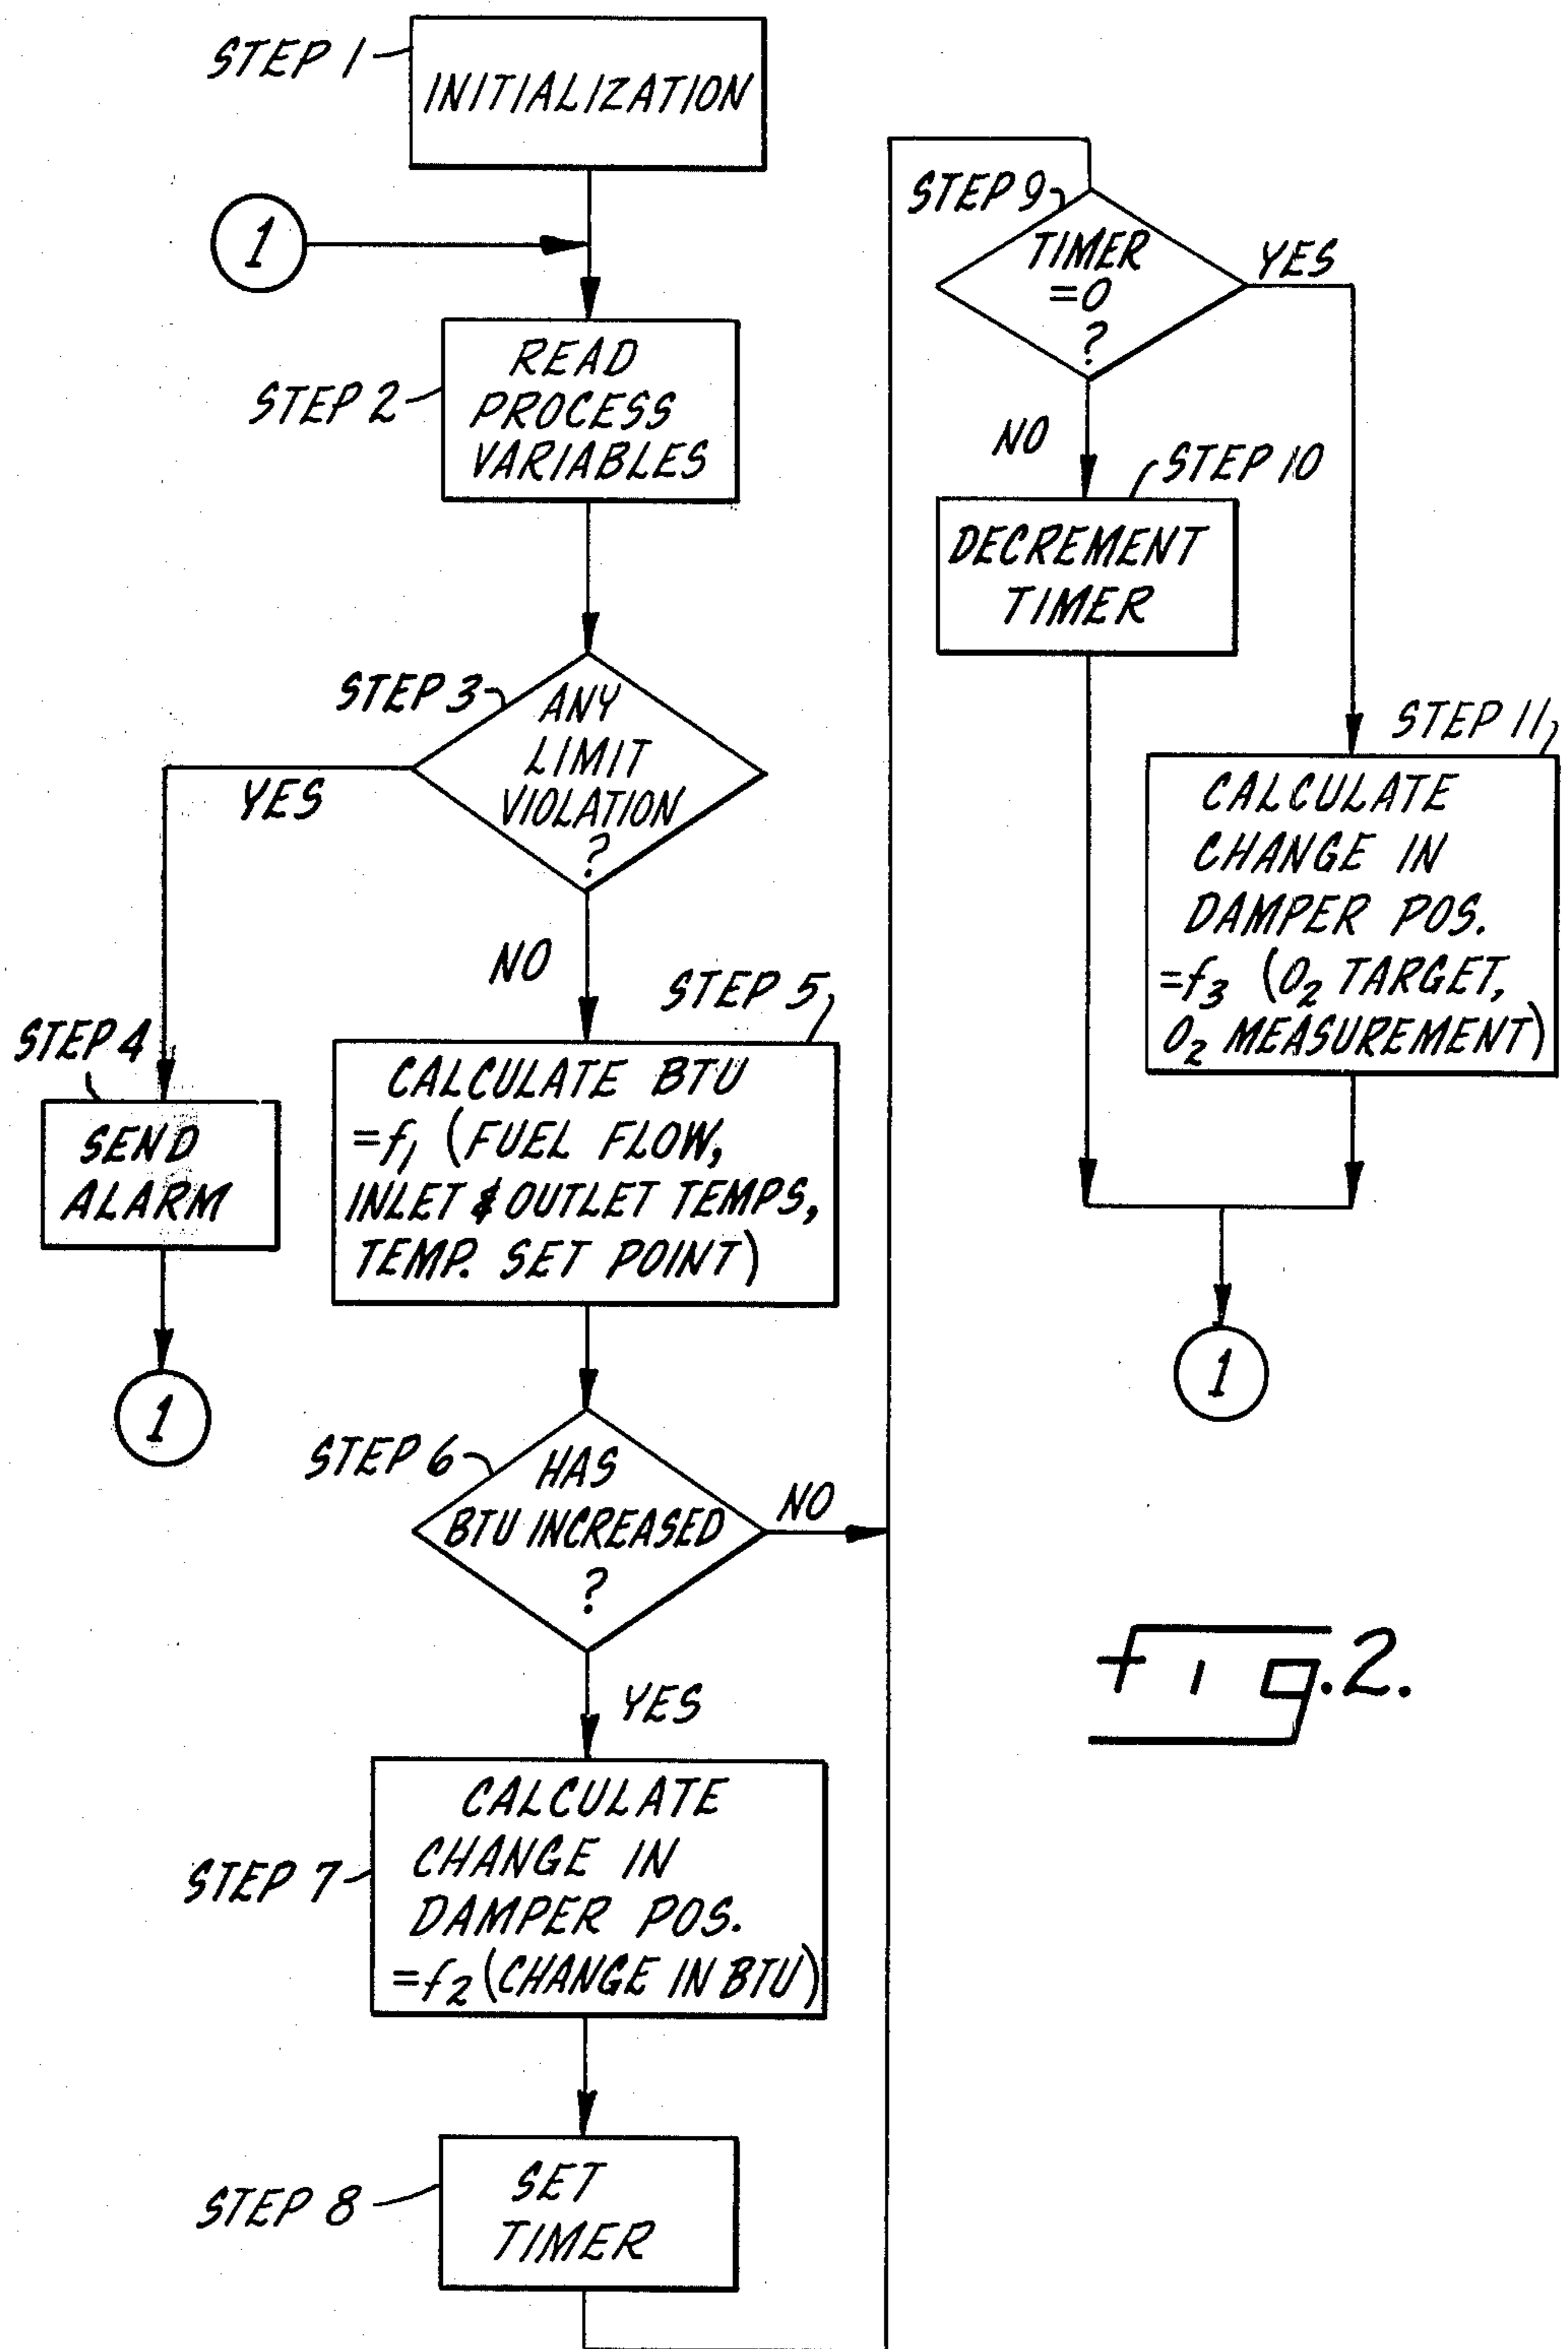 STEP 1
INITIALIZATION
1
STEP 2
READ
PROCESS
VARIABLES
STEP 3
ANY
LIMIT
VIOLATION
?
YES
NO
STEP 4
SEND
ALARM
1
STEP 5
CALCULATE BTU
=f₁ (FUEL FLOW,
INLET & OUTLET TEMPS,
TEMP. SET POINT)
STEP 6
HAS
BTU INCREASED
?
NO
YES
STEP 7
CALCULATE
CHANGE IN
DAMPER POS.
=f₂ (CHANGE IN BTU)
STEP 8
SET
TIMER
STEP 9
TIMER
=0
?
YES
NO
STEP 10
DECREMENT
TIMER
STEP 11
CALCULATE
CHANGE IN
DAMPER POS.
=f₃ (O₂ TARGET,
O₂ MEASUREMENT)
1
fig.2.